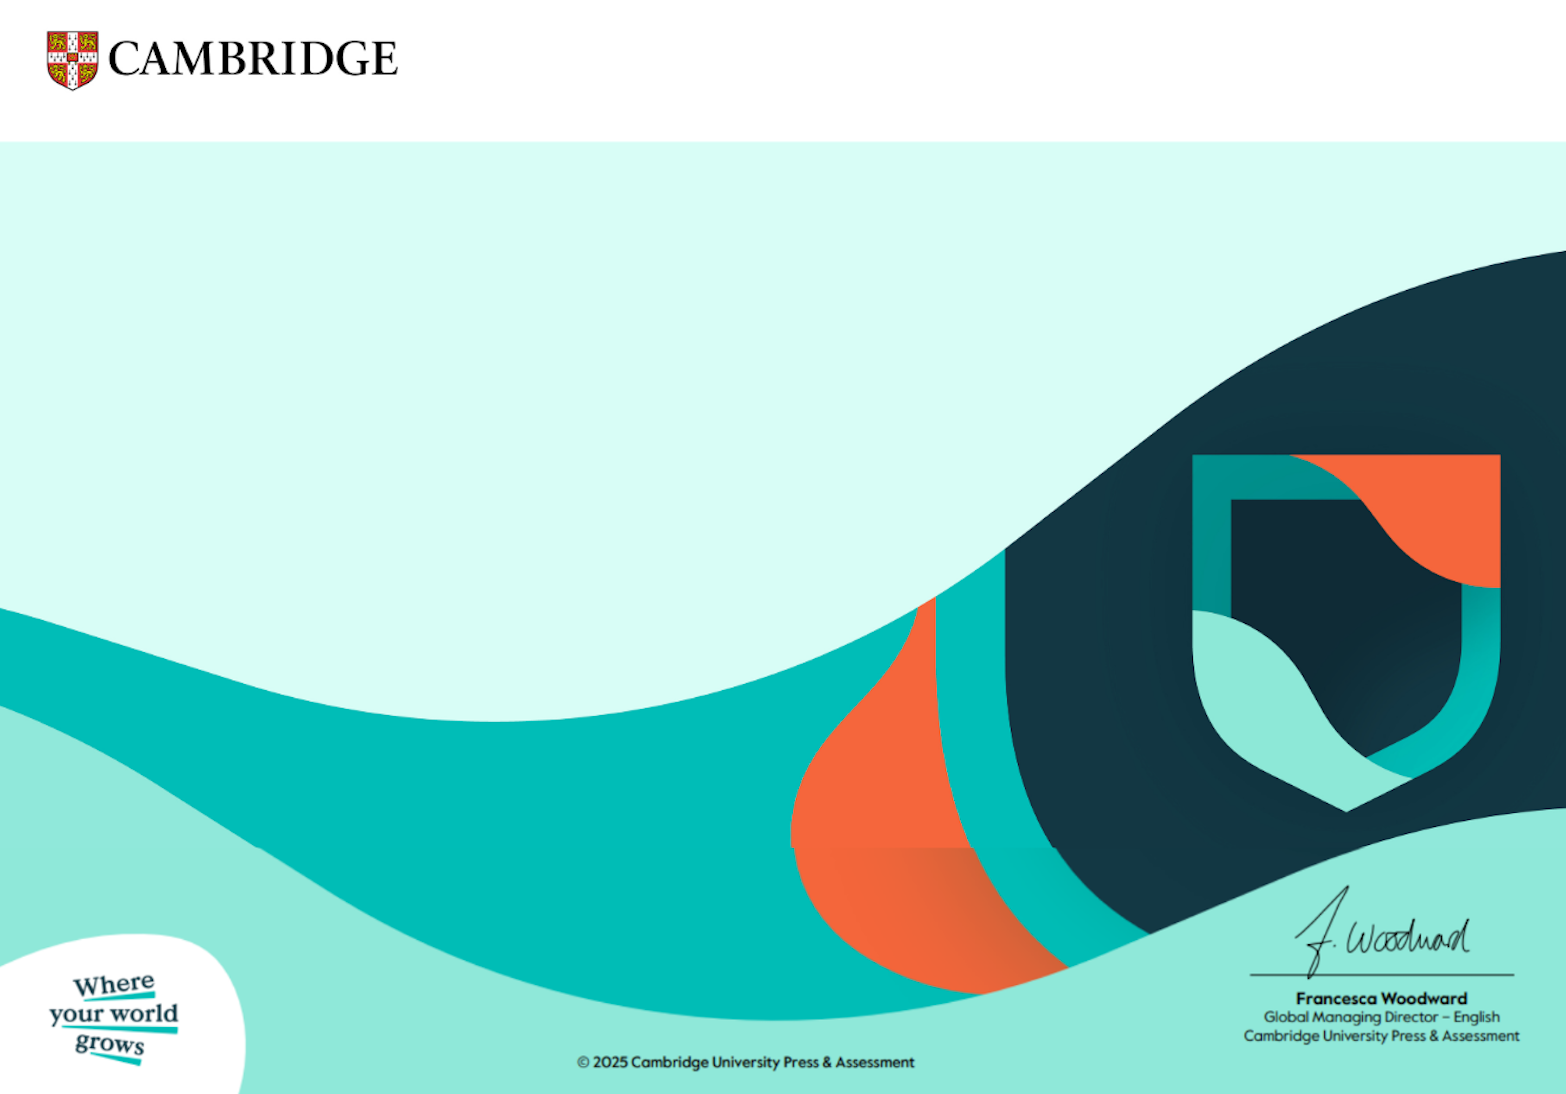 CAMBRIDGE
F. Woodward
Francesca Woodward
Global Managing Director – English
Cambridge University Press & Assessment
Where
your world
grows
© 2025 Cambridge University Press & Assessment